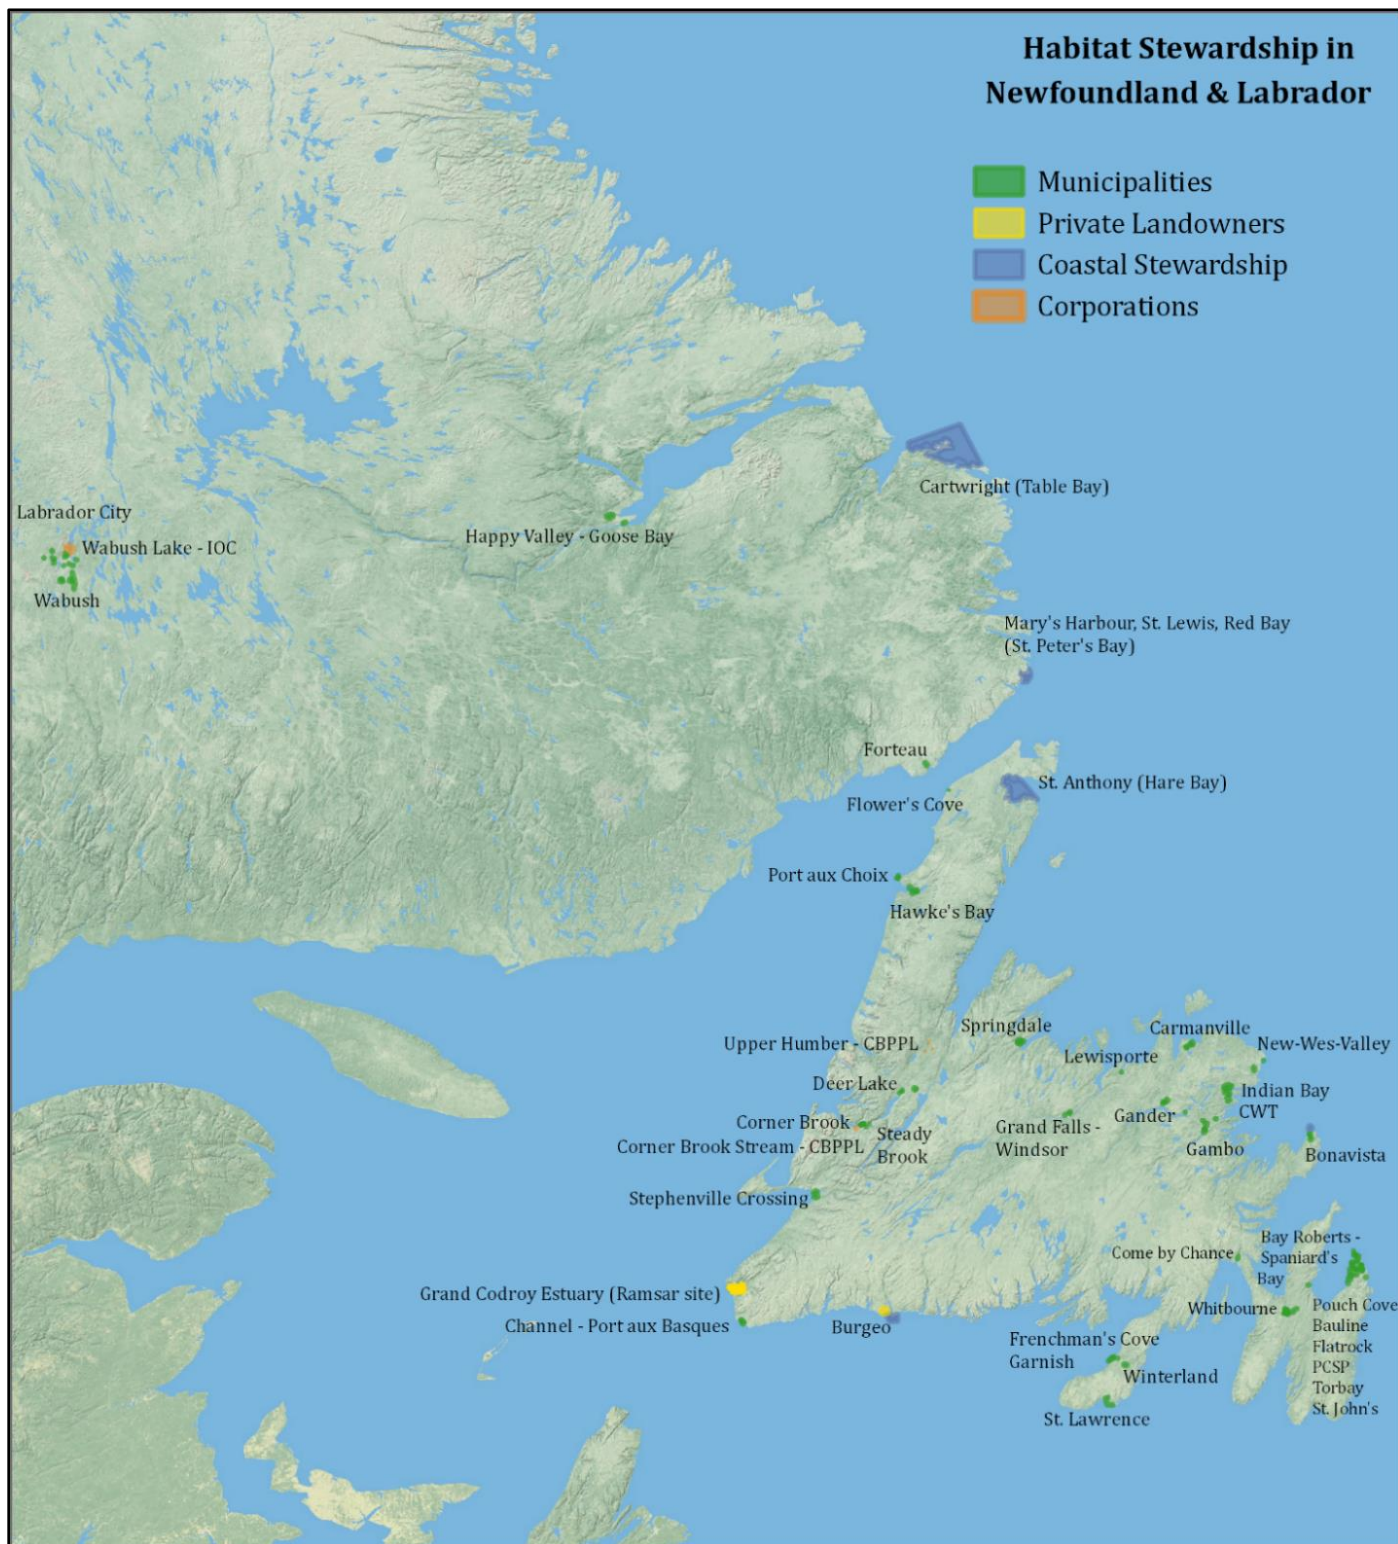 Habitat Stewardship in
Newfoundland & Labrador
Municipalities
Private Landowners
Coastal Stewardship
Corporations
Cartwright (Table Bay)
Labrador City
Happy Valley - Goose Bay
Wabush Lake - IOC
Wabush
Mary's Harbour, St. Lewis, Red Bay
(St. Peter's Bay)
Forteau
St. Anthony (Hare Bay)
Flower's Cove
Port aux Choix
Hawke's Bay
Springdale
Carmanville
Upper Humber - CBPPL
New-Wes-Valley
Lewisporte
Deer Lake
Indian Bay
CWT
Gander
Corner Brook
Steady
Brook
Grand Falls -
Windsor
Corner Brook Stream - CBPPL
Gambo
Bonavista
Stephenville Crossing
Come by Chance
Bay Roberts -
Spaniard's
Bay
Grand Codroy Estuary (Ramsar site)
Whitbourne
Pouch Cove
Bauline
Flatrock
PCSP
Torbay
St. John's
Channel - Port aux Basques
Burgeo
Frenchman's Cove
Garnish
Winterland
St. Lawrence